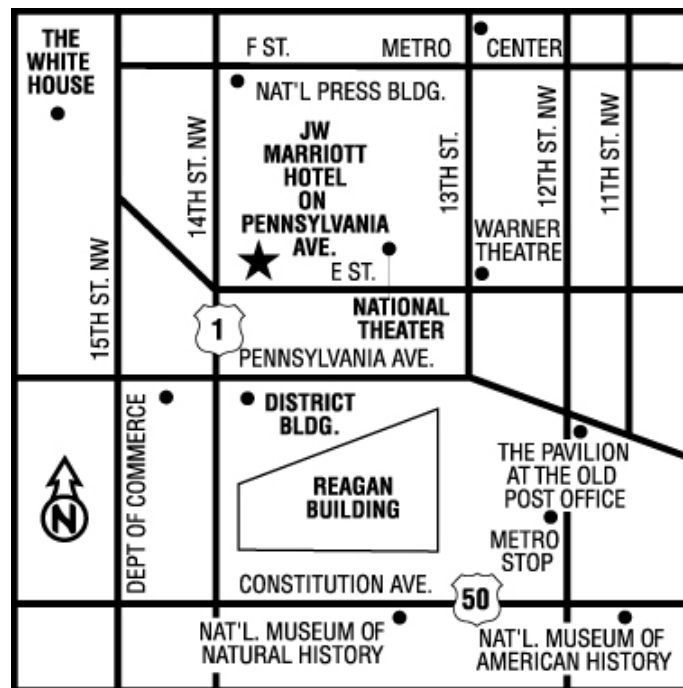 THE
WHITE
HOUSE
F ST.
METRO
CENTER
NAT'L PRESS BLDG.
JW
MARRIOTT
HOTEL
ON
PENNSYLVANIA
AVE.
14TH ST. NW
13TH ST.
12TH ST. NW
11TH ST. NW
WARNER
THEATRE
E ST.
15TH ST. NW
1
NATIONAL
THEATER
PENNSYLVANIA AVE.
DEPT OF COMMERCE
DISTRICT
BLDG.
REAGAN
BUILDING
THE PAVILION
AT THE OLD
POST OFFICE
METRO
STOP
N
CONSTITUTION AVE.
50
NAT'L. MUSEUM OF
NATURAL HISTORY
NAT'L. MUSEUM OF
AMERICAN HISTORY